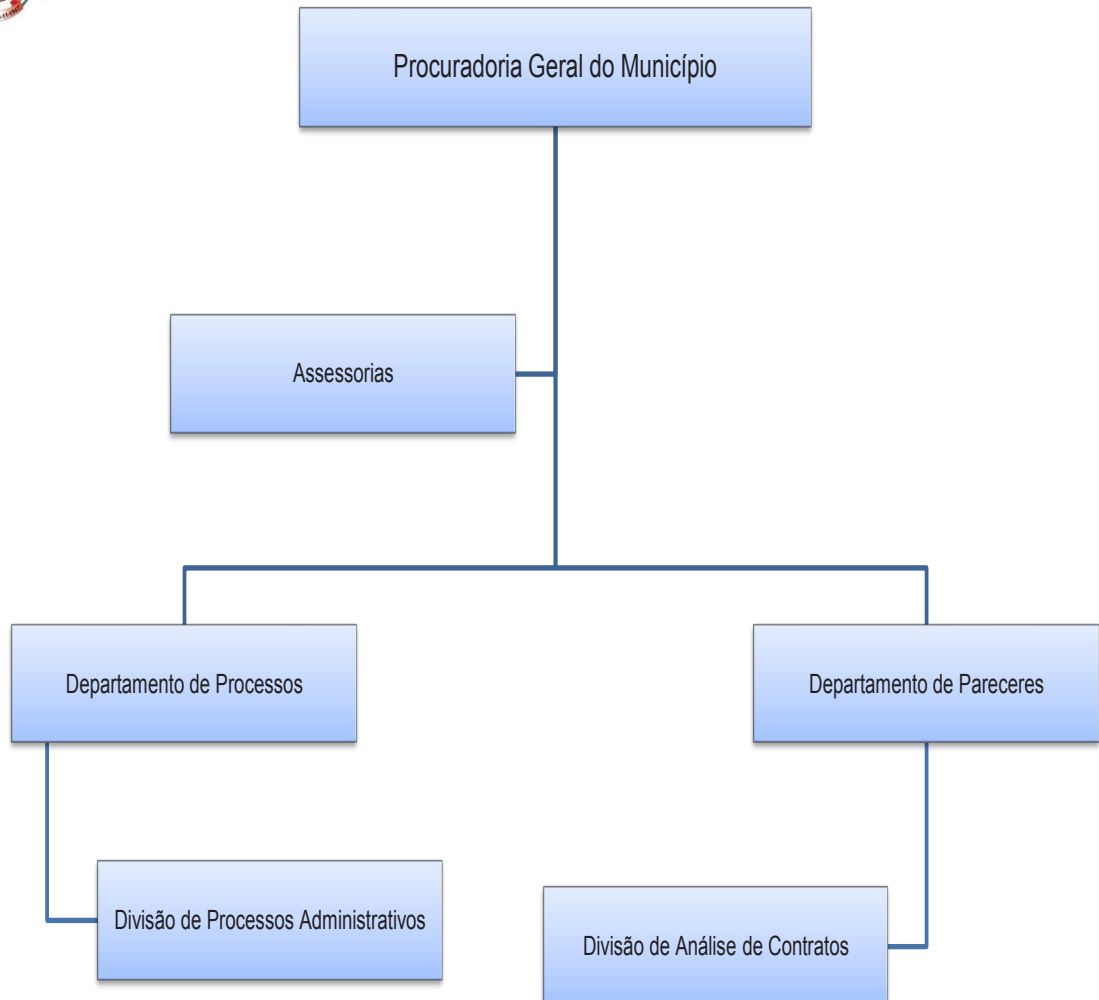 Procuradoria Geral do Município
Assessorias
Departamento de Processos
Departamento de Pareceres
Divisão de Processos Administrativos
Divisão de Análise de Contratos